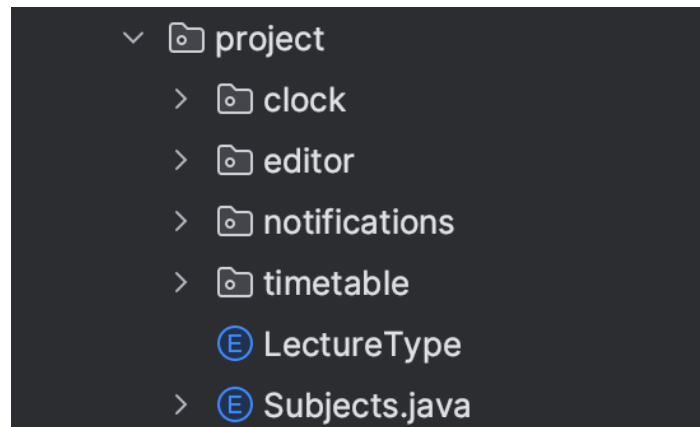 project
clock
editor
notifications
timetable
E LectureType
E Subjects.java